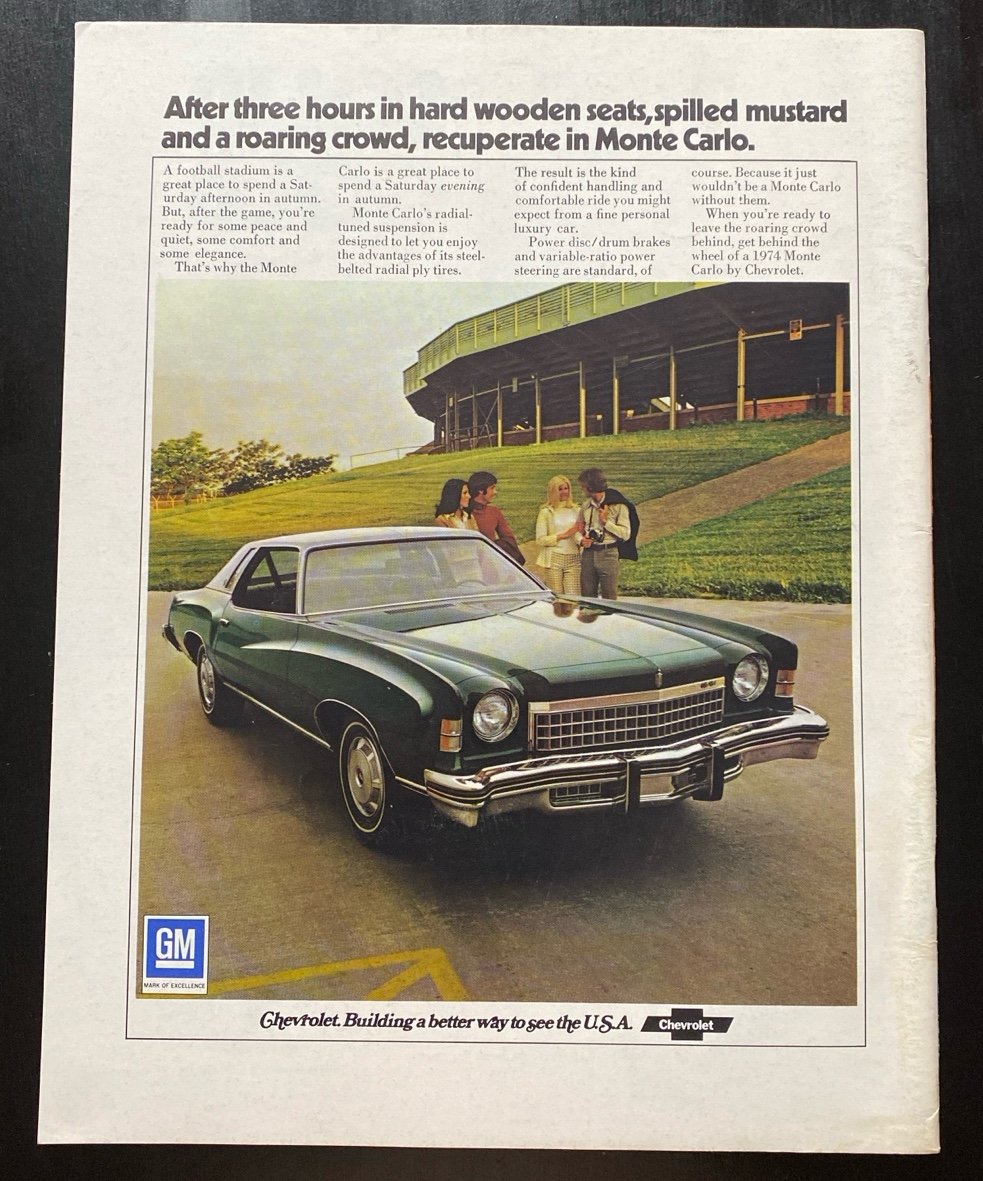 After three hours in hard wooden seats, spilled mustard
and a roaring crowd, recuperate in Monte Carlo.
A football stadium is a
great place to spend a Sat-
urday afternoon in autumn.
But, after the game, you're
ready for some peace and
quiet, some comfort and
some elegance.
That's why the Monte
Carlo is a great place to
spend a Saturday evening
in autumn.
Monte Carlo's radial-
tuned suspension is
designed to let you enjoy
the advantages of its steel-
belted radial ply tires.
The result is the kind
of confident handling and
comfortable ride you might
expect from a fine personal
luxury car.
Power disc/drum brakes
and variable-ratio power
steering are standard, of
course. Because it just
wouldn't be a Monte Carlo
without them.
When you're ready to
leave the roaring crowd
behind, get behind the
wheel of a 1974 Monte
Carlo by Chevrolet.
GM
MARK OF EXCELLENCE
Chevrolet. Building a better way to see the U.S.A.
Chevrolet